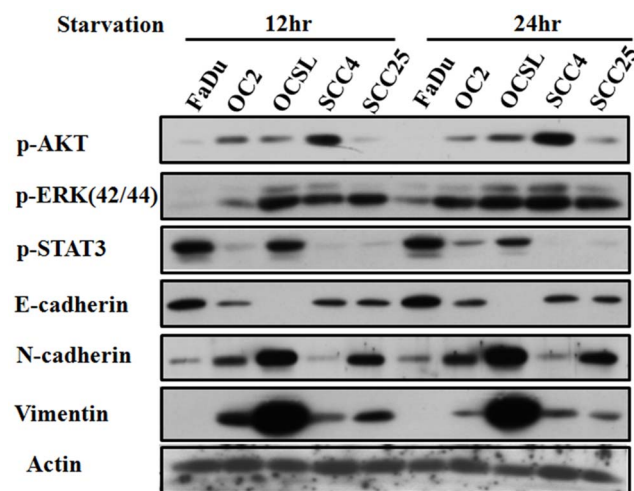 Starvation 12hr 24hr
FaDu OC2 OCSL SCC4 SCC25 FaDu OC2 OCSL SCC4 SCC25
p-AKT
p-ERK(42/44)
p-STAT3
E-cadherin
N-cadherin
Vimentin
Actin